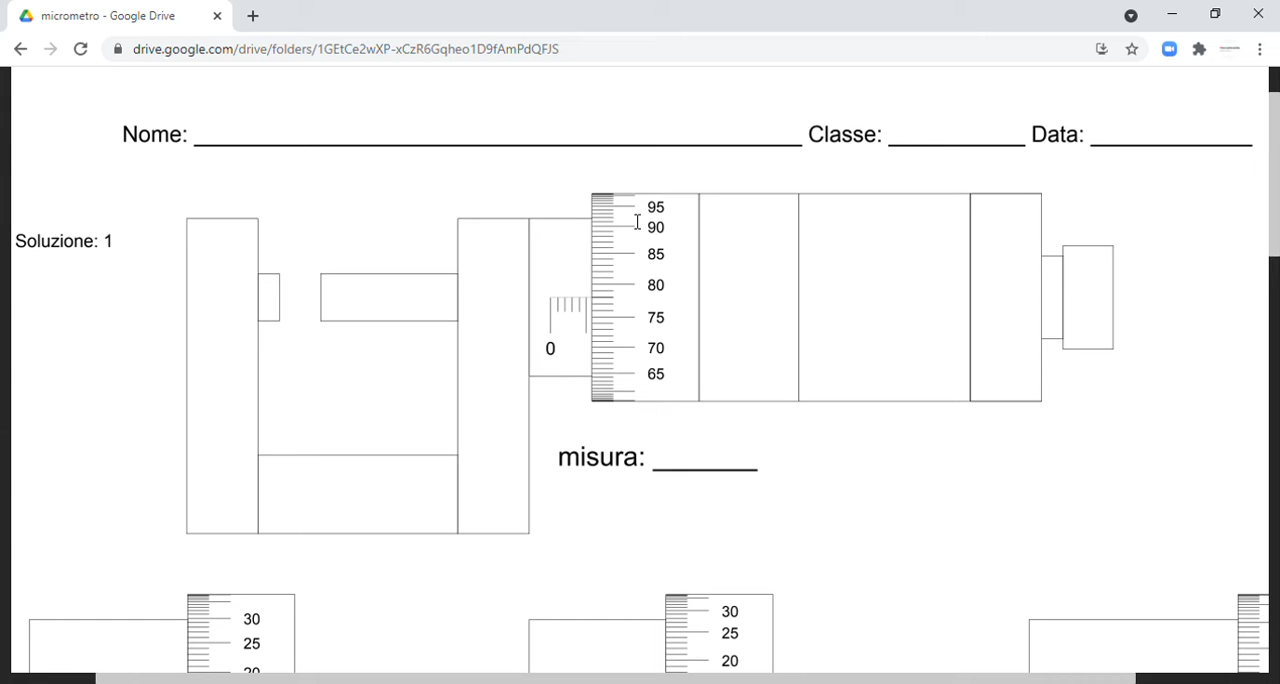 micrometro - Google Drive
drive.google.com/drive/folders/1GEtCe2wXP-xCzR6Gqheo1D9fAmPdQFJS
Nome: Classe: Data:
Soluzione: 1
95
90
85
80
75
70
65
0
misura:
30
25
20
30
25
20